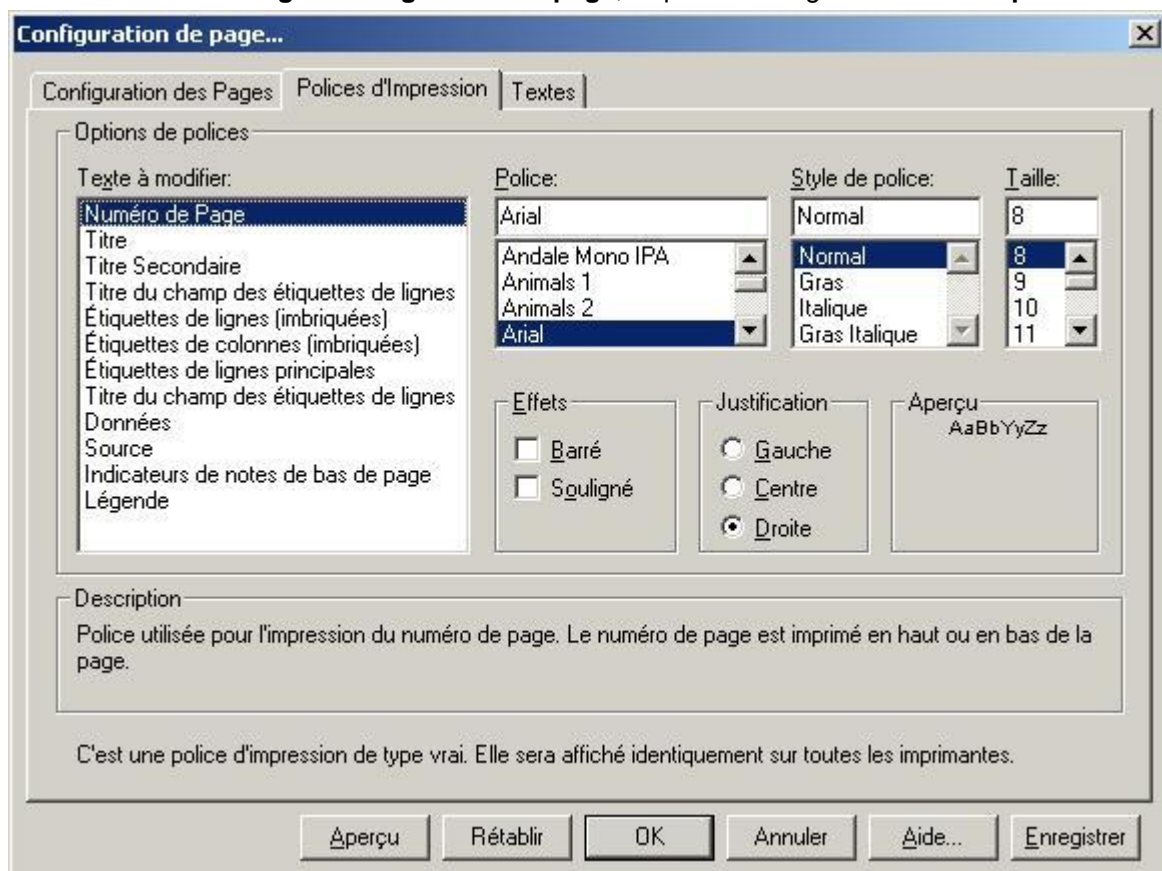 Configuration de page...
Configuration des Pages
Polices d'Impression
Textes
Options de polices
Texte à modifier:
Numéro de Page
Titre
Titre Secondaire
Titre du champ des étiquettes de lignes
Étiquettes de lignes (imbriquées)
Étiquettes de colonnes (imbriquées)
Étiquettes de lignes principales
Titre du champ des étiquettes de lignes
Données
Source
Indicateurs de notes de bas de page
Légende
Police:
Arial
Andale Mono IPA
Animals 1
Animals 2
Arial
Style de police:
Normal
Normal
Gras
Italique
Gras Italique
Taille:
8
8
9
10
11
Effets
Barré
Souligné
Justification
Gauche
Centre
Droite
Aperçu
AaBbYyZz
Description
Police utilisée pour l'impression du numéro de page. Le numéro de page est imprimé en haut ou en bas de la
page.
C'est une police d'impression de type vrai. Elle sera affiché identiquement sur toutes les imprimantes.
Aperçu
Rétablir
OK
Annuler
Aide...
Enregistrer